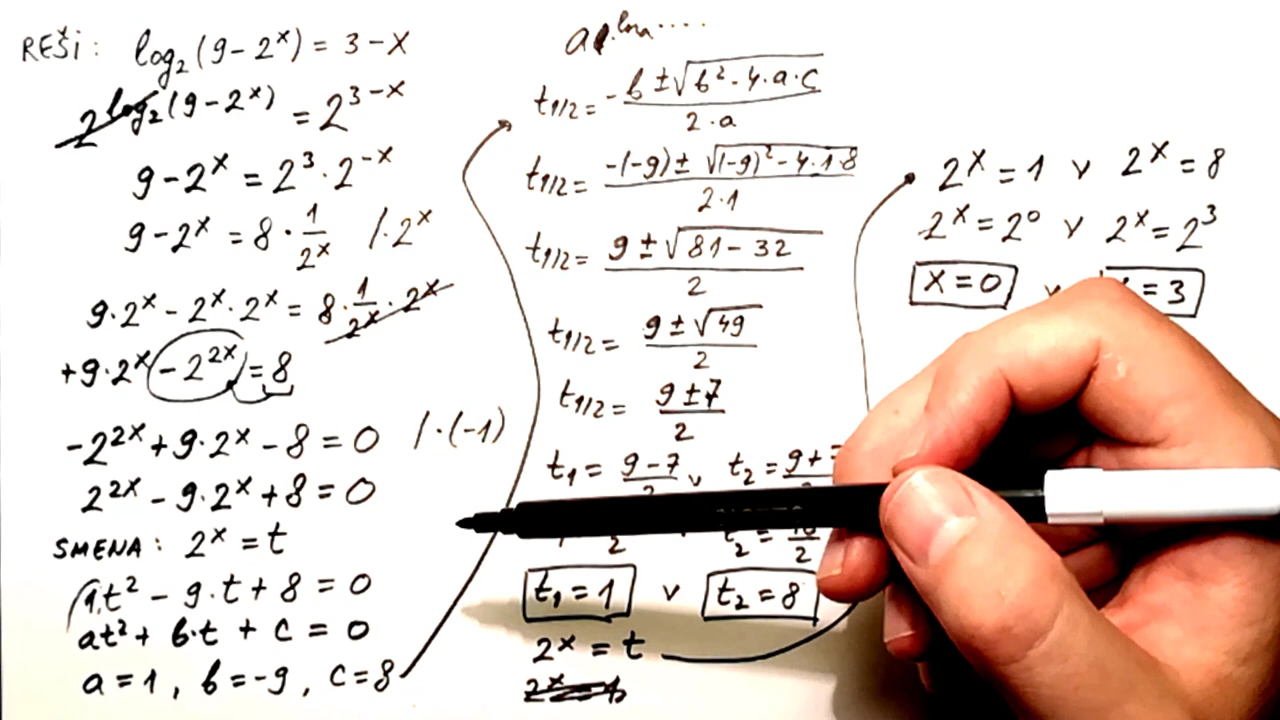 REŠI: log₂(9-2ˣ) = 3-x
2^log₂(9-2ˣ) = 2³⁻ˣ
9-2ˣ = 2³·2⁻ˣ
9-2ˣ = 8·1/2ˣ /·2ˣ
9·2ˣ - 2ˣ·2ˣ = 8·1/2ˣ·2ˣ
+9·2ˣ - 2²ˣ = 8
-2²ˣ + 9·2ˣ - 8 = 0 /·(-1)
2²ˣ - 9·2ˣ + 8 = 0
SMENA: 2ˣ = t
1·t² - 9·t + 8 = 0
at² + b·t + c = 0
a = 1, b = -9, c = 8
t₁/₂ = -b ± √(b² - 4·a·c) / 2·a
t₁/₂ = -(-9) ± √((-9)² - 4·1·8) / 2·1
t₁/₂ = 9 ± √(81 - 32) / 2
t₁/₂ = 9 ± √49 / 2
t₁/₂ = 9 ± 7 / 2
t₁ = 9-7 / 2 v t₂ = 9+
2 t₂ = / 2
t₁ = 1 v t₂ = 8
2ˣ = t
2ˣ = 1 v 2ˣ = 8
2ˣ = 2⁰ v 2ˣ = 2³
x = 0 v = 3